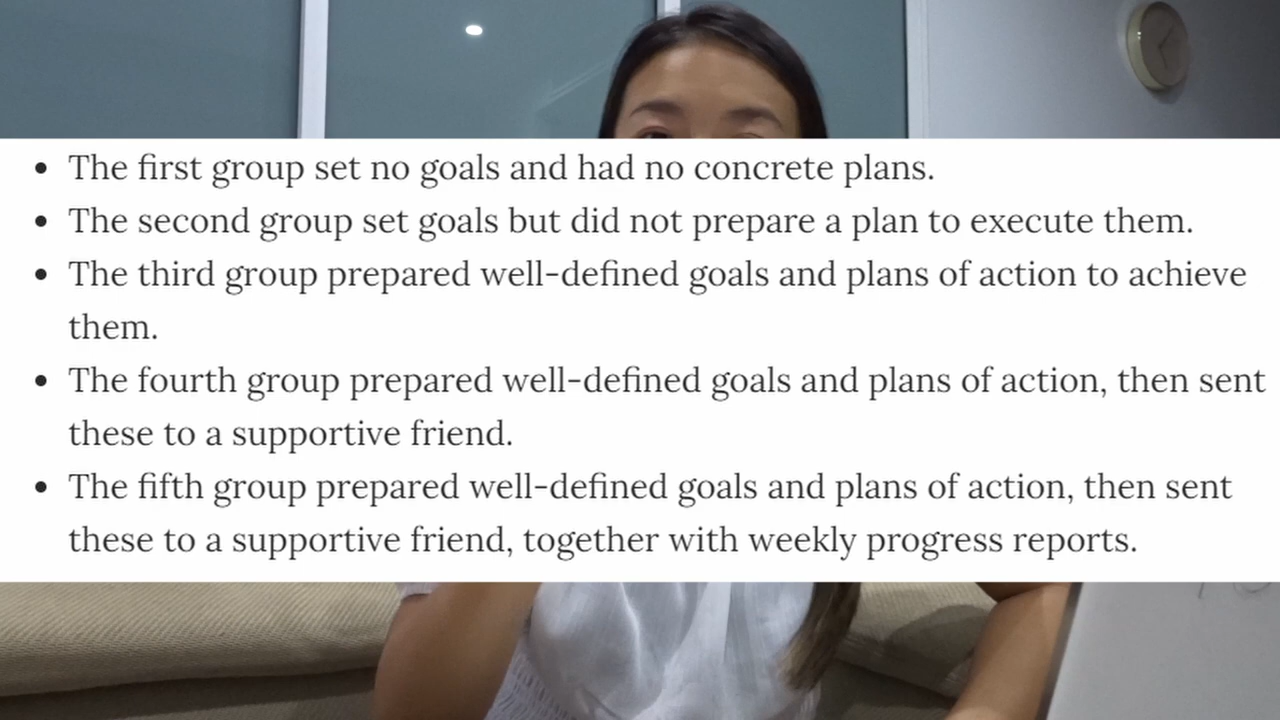 • The first group set no goals and had no concrete plans.
• The second group set goals but did not prepare a plan to execute them.
• The third group prepared well-defined goals and plans of action to achieve
them.
• The fourth group prepared well-defined goals and plans of action, then sent
these to a supportive friend.
• The fifth group prepared well-defined goals and plans of action, then sent
these to a supportive friend, together with weekly progress reports.